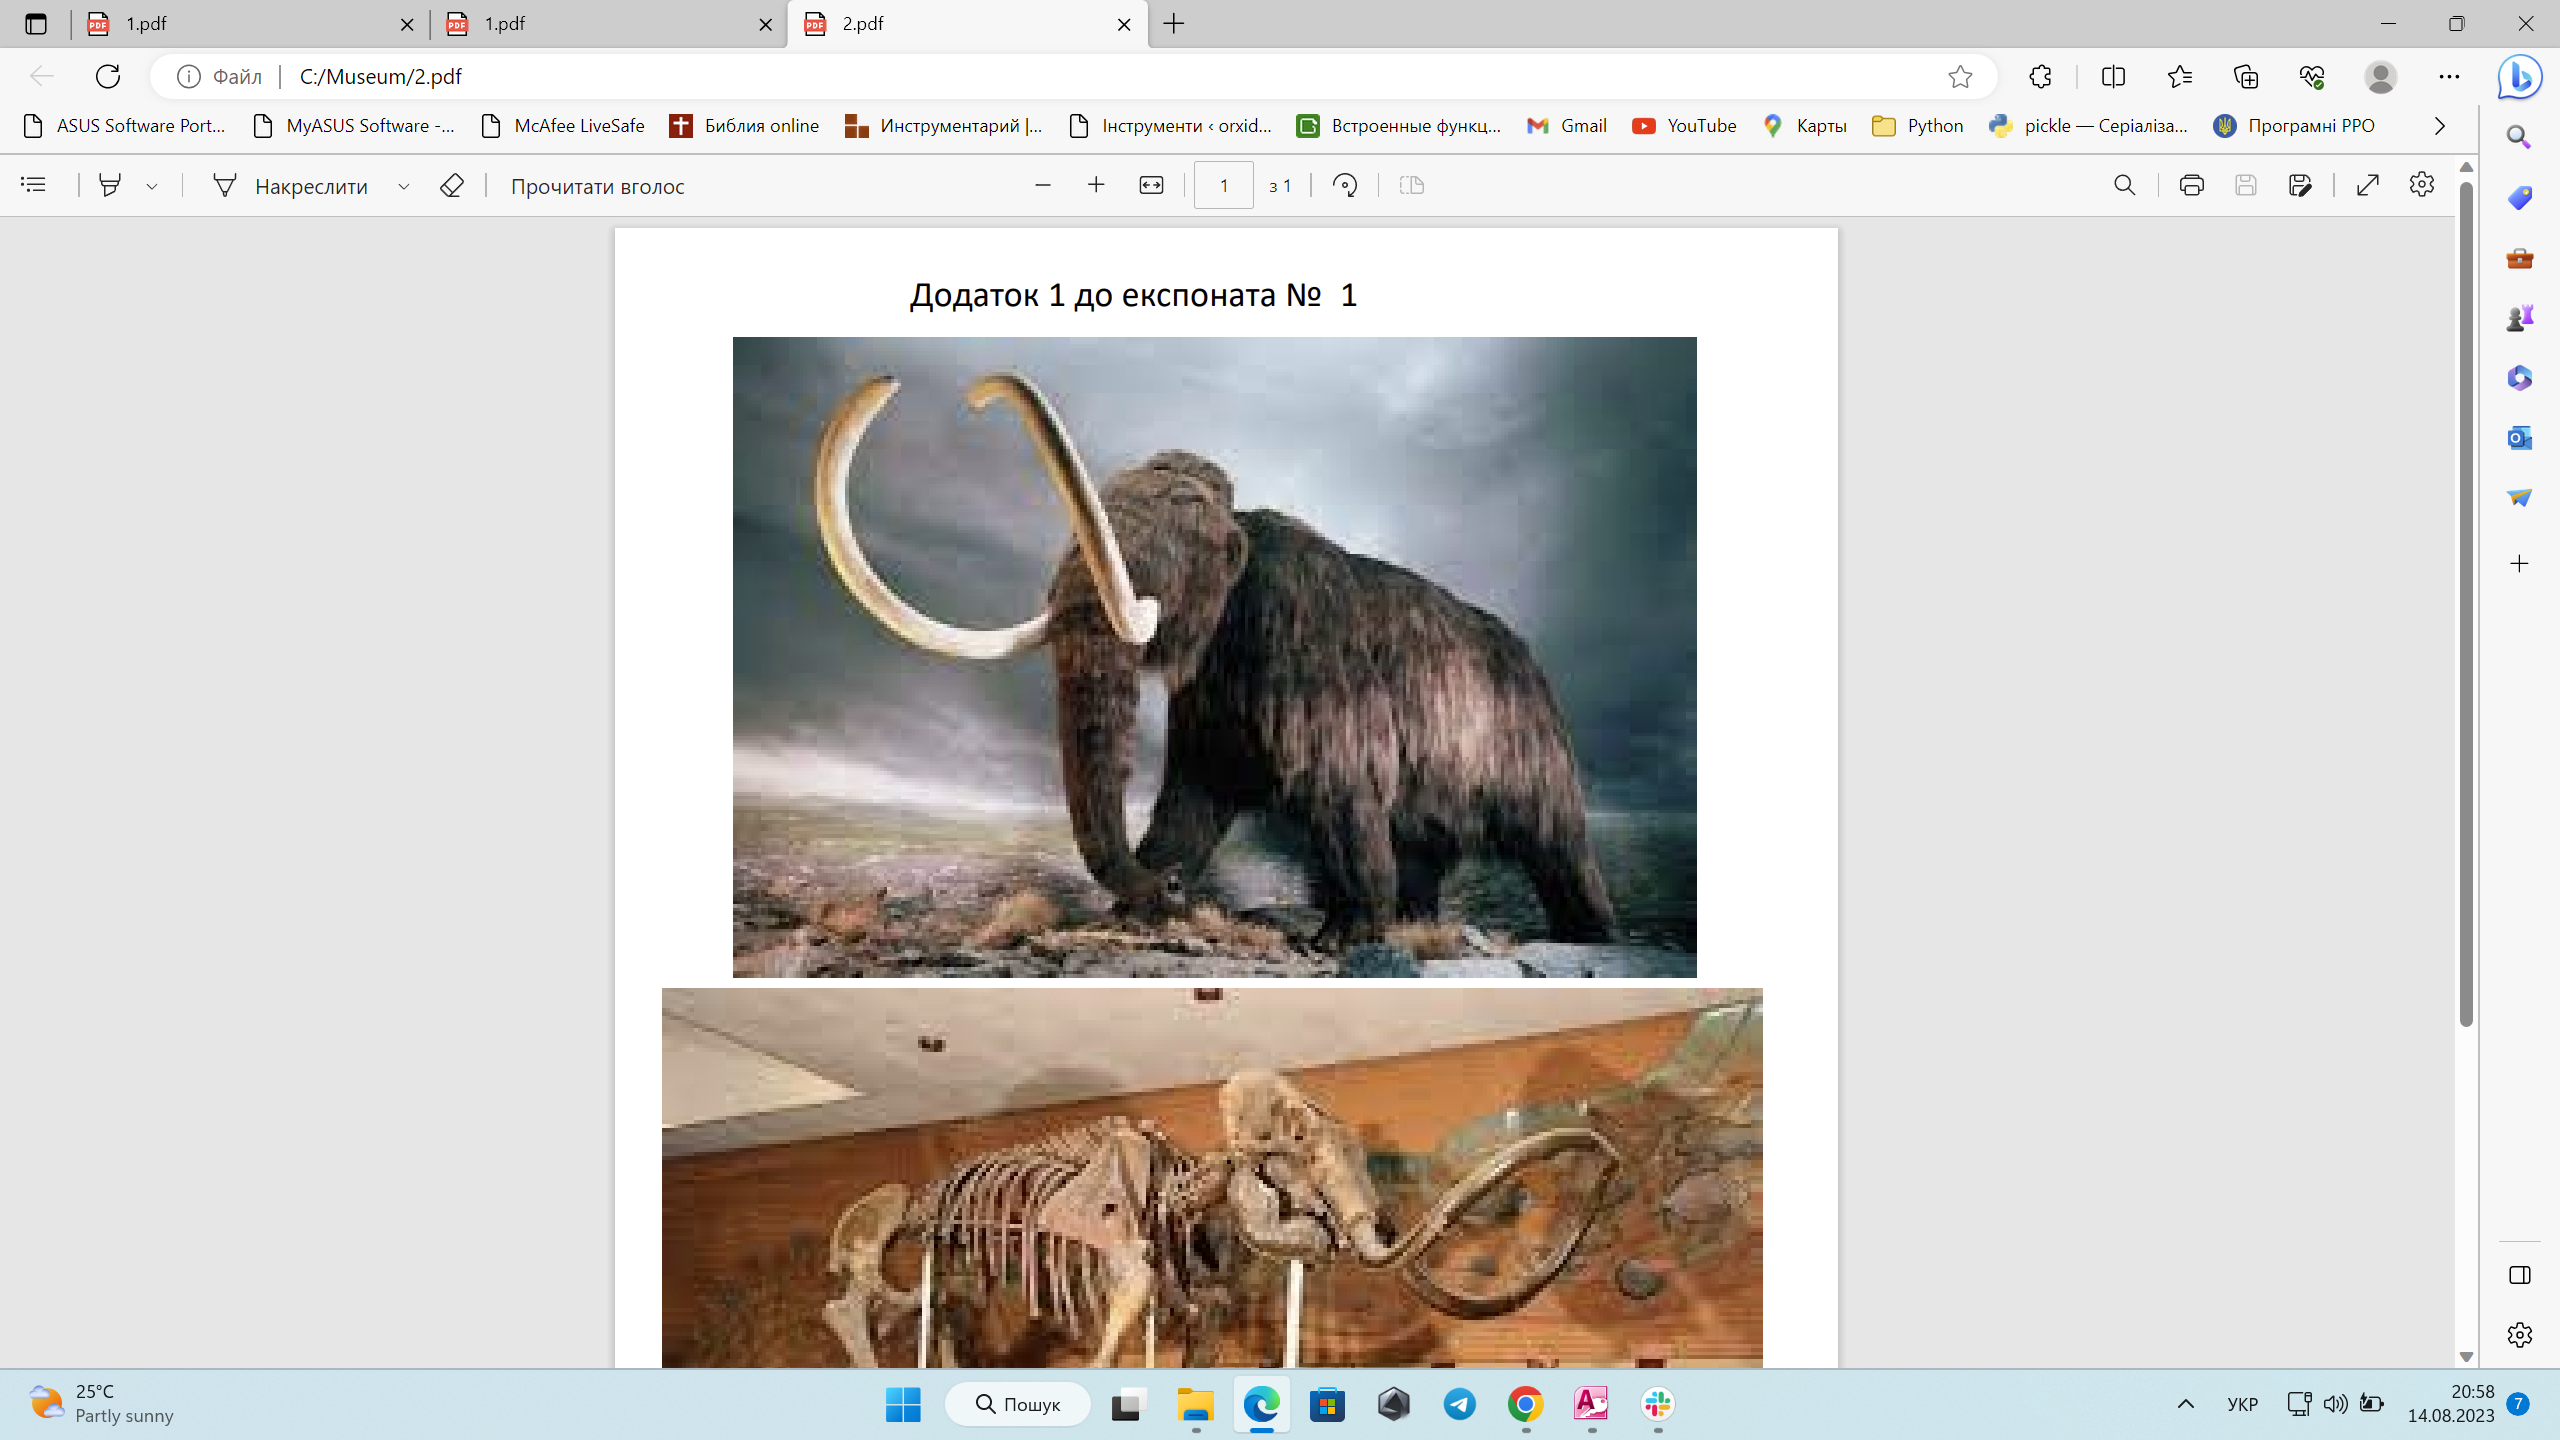 1.pdf
1.pdf
2.pdf
Файл
C:/Museum/2.pdf
ASUS Software Port...
MyASUS Software -...
McAfee LiveSafe
Библия online
Инструментарий |...
Інструменти ‹ orxid...
Встроенные функц...
Gmail
YouTube
Карты
Python
pickle — Серіаліза...
Програмні РРО
Накреслити
Прочитати вголос
1
з 1
Додаток 1 до експоната № 1
25°C
Partly sunny
Пошук
УКР
20:58
14.08.2023
7